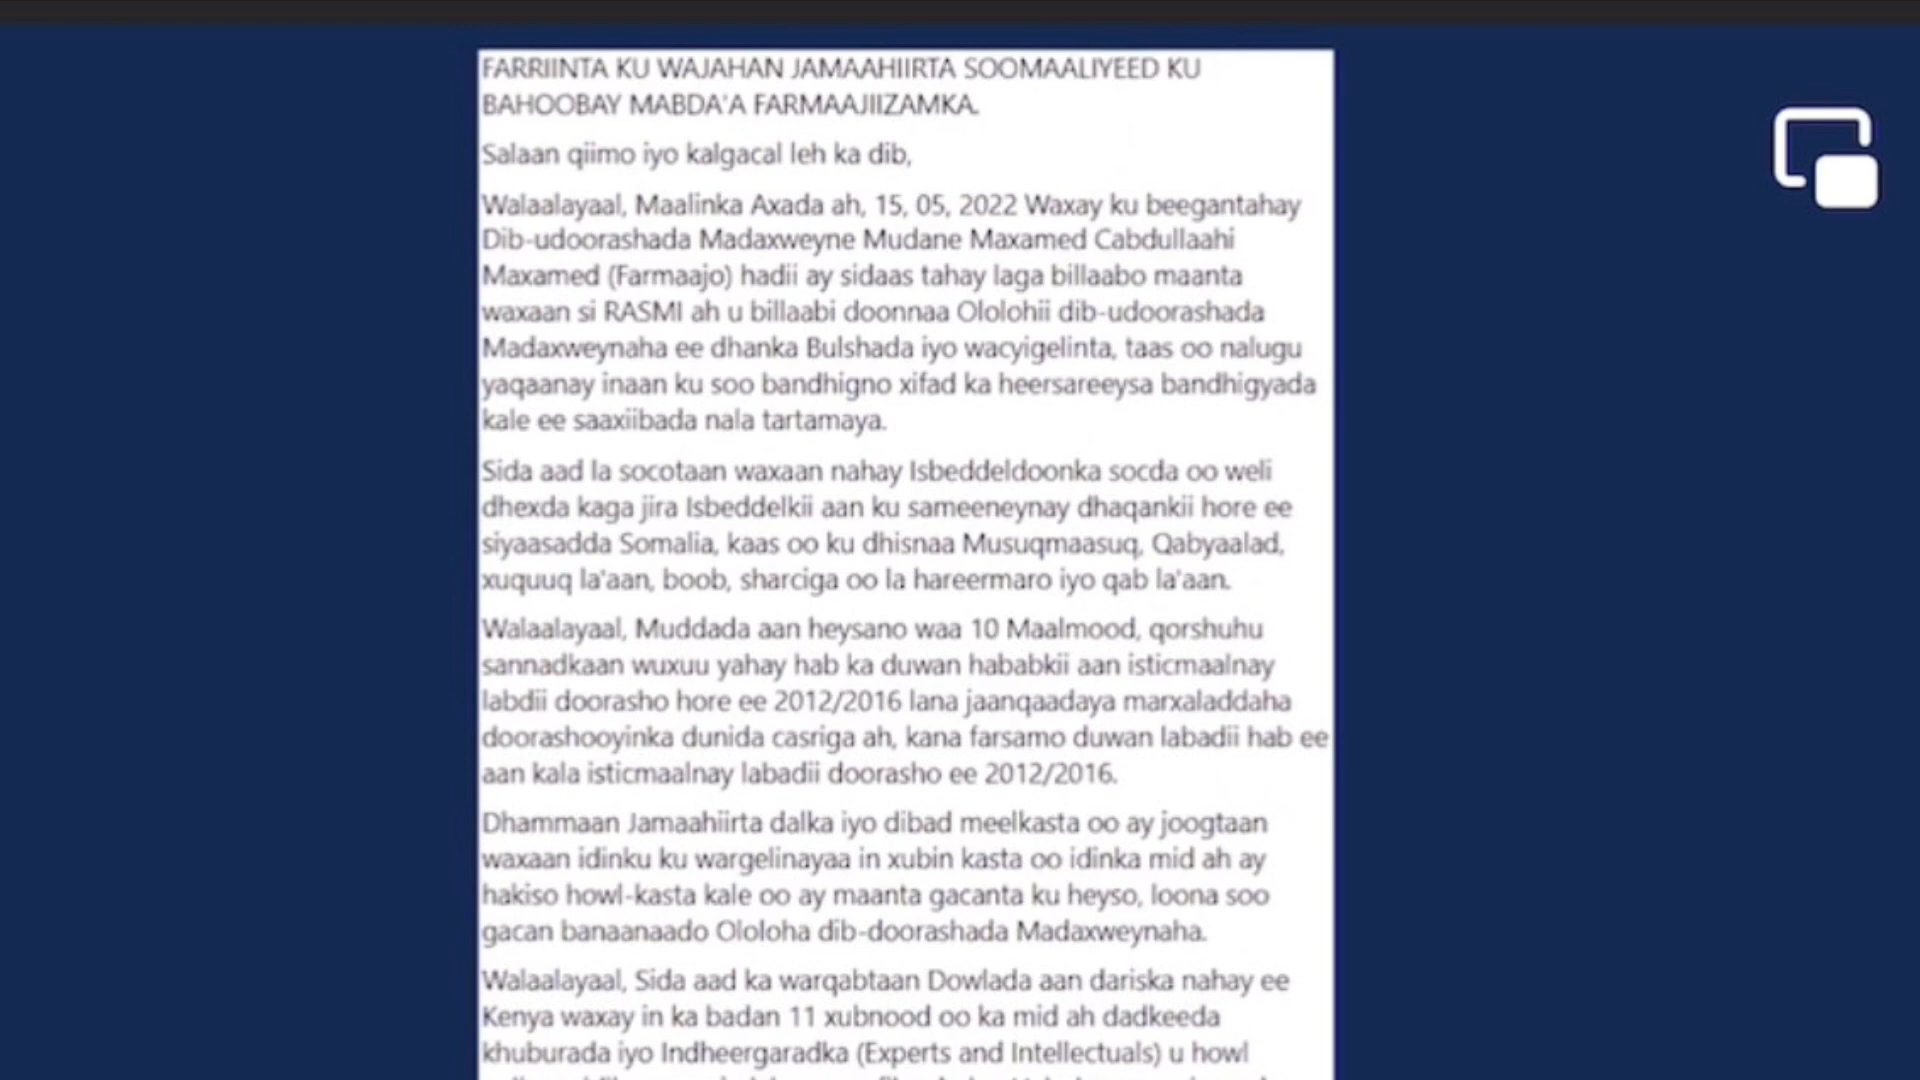 FARRIINTA KU WAJAHAN JAMAAHIIRTA SOOMAALIYEED KU
BAHOOBAY MABDA'A FARMAAJIIZAMKA.
Salaan qiimo iyo kalgacal leh ka dib,
Walaalayaal, Maalinka Axada ah, 15, 05, 2022 Waxay ku beegantahay
Dib-udoorashada Madaxweyne Mudane Maxamed Cabdullaahi
Maxamed (Farmaajo) hadii ay sidaas tahay laga billaabo maanta
waxaan si RASMI ah u billaabi doonnaa Ololohii dib-udoorashada
Madaxweynaha ee dhanka Bulshada iyo wacyigelinta, taas oo nalugu
yaqaanay inaan ku soo bandhigno xifad ka heersareeysa bandhigyada
kale ee saaxiibada nala tartamaya.
Sida aad la socotaan waxaan nahay Isbeddeldoonka socda oo weli
dhexda kaga jira Isbeddelkii aan ku sameeneynay dhaqankii hore ee
siyaasadda Somalia, kaas oo ku dhisnaa Musuqmaasuq, Qabyaalad,
xuquuq la'aan, boob, sharciga oo la hareermaro iyo qab la'aan.
Walaalayaal, Muddada aan heysano waa 10 Maalmood, qorshuhu
sannadkaan wuxuu yahay hab ka duwan hababkii aan isticmaalnay
labdii doorasho hore ee 2012/2016 lana jaanqaadaya marxaladdaha
doorashooyinka dunida casriga ah, kana farsamo duwan labadii hab ee
aan kala isticmaalnay labadii doorasho ee 2012/2016.
Dhammaan Jamaahiirta dalka iyo dibad meelkasta oo ay joogtaan
waxaan idinku ku wargelinayaa in xubin kasta oo idinka mid ah ay
hakiso howl-kasta kale oo ay maanta gacanta ku heyso, loona soo
gacan banaanaado Ololoha dib-doorashada Madaxweynaha.
Walaalayaal, Sida aad ka warqabtaan Dowlada aan dariska nahay ee
Kenya waxay in ka badan 11 xubnood oo ka mid ah dadkeeda
khuburada iyo Indheergaradka (Experts and Intellectuals) u howl